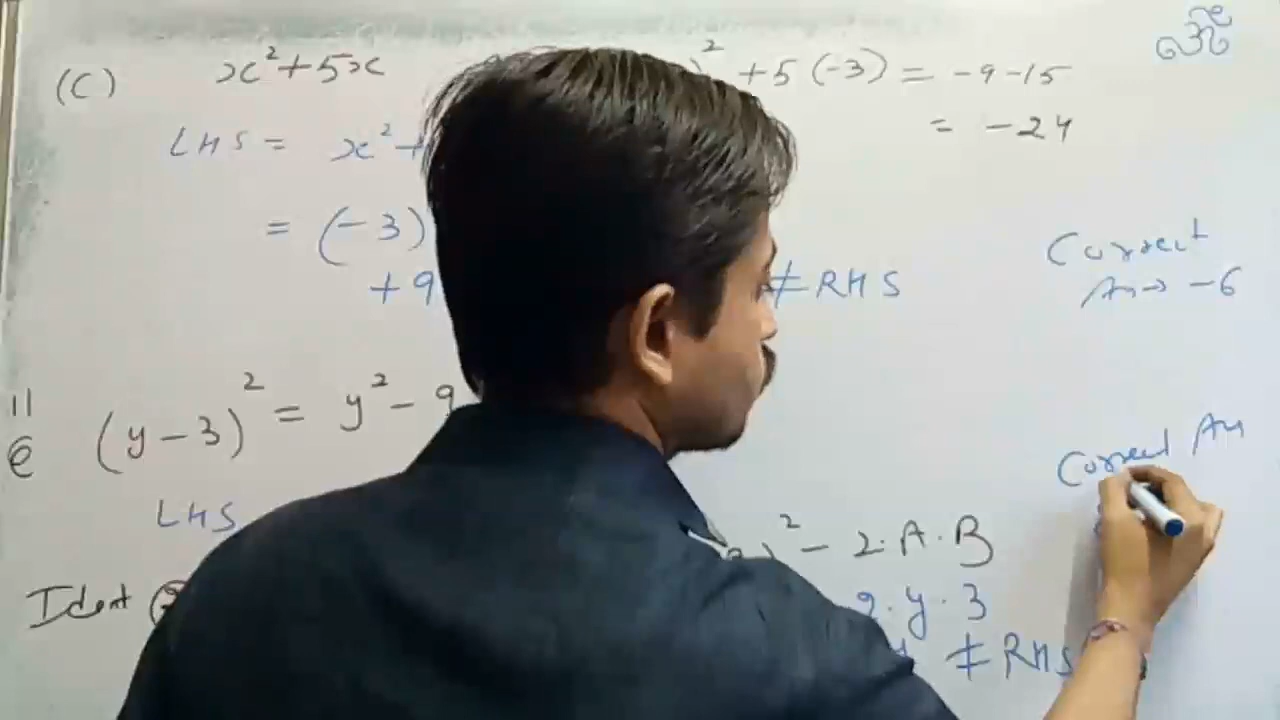 ॐ
(C) x²+5x ² +5(-3) = -9-15
= -24
LHS = x²+
= (-3)
+9 ≠RHS
Correct
Ans → -6
11
(y-3)² = y²-9
Correct Ans
LHS
² - 2.A.B
Ident
2.y.3
≠RHS